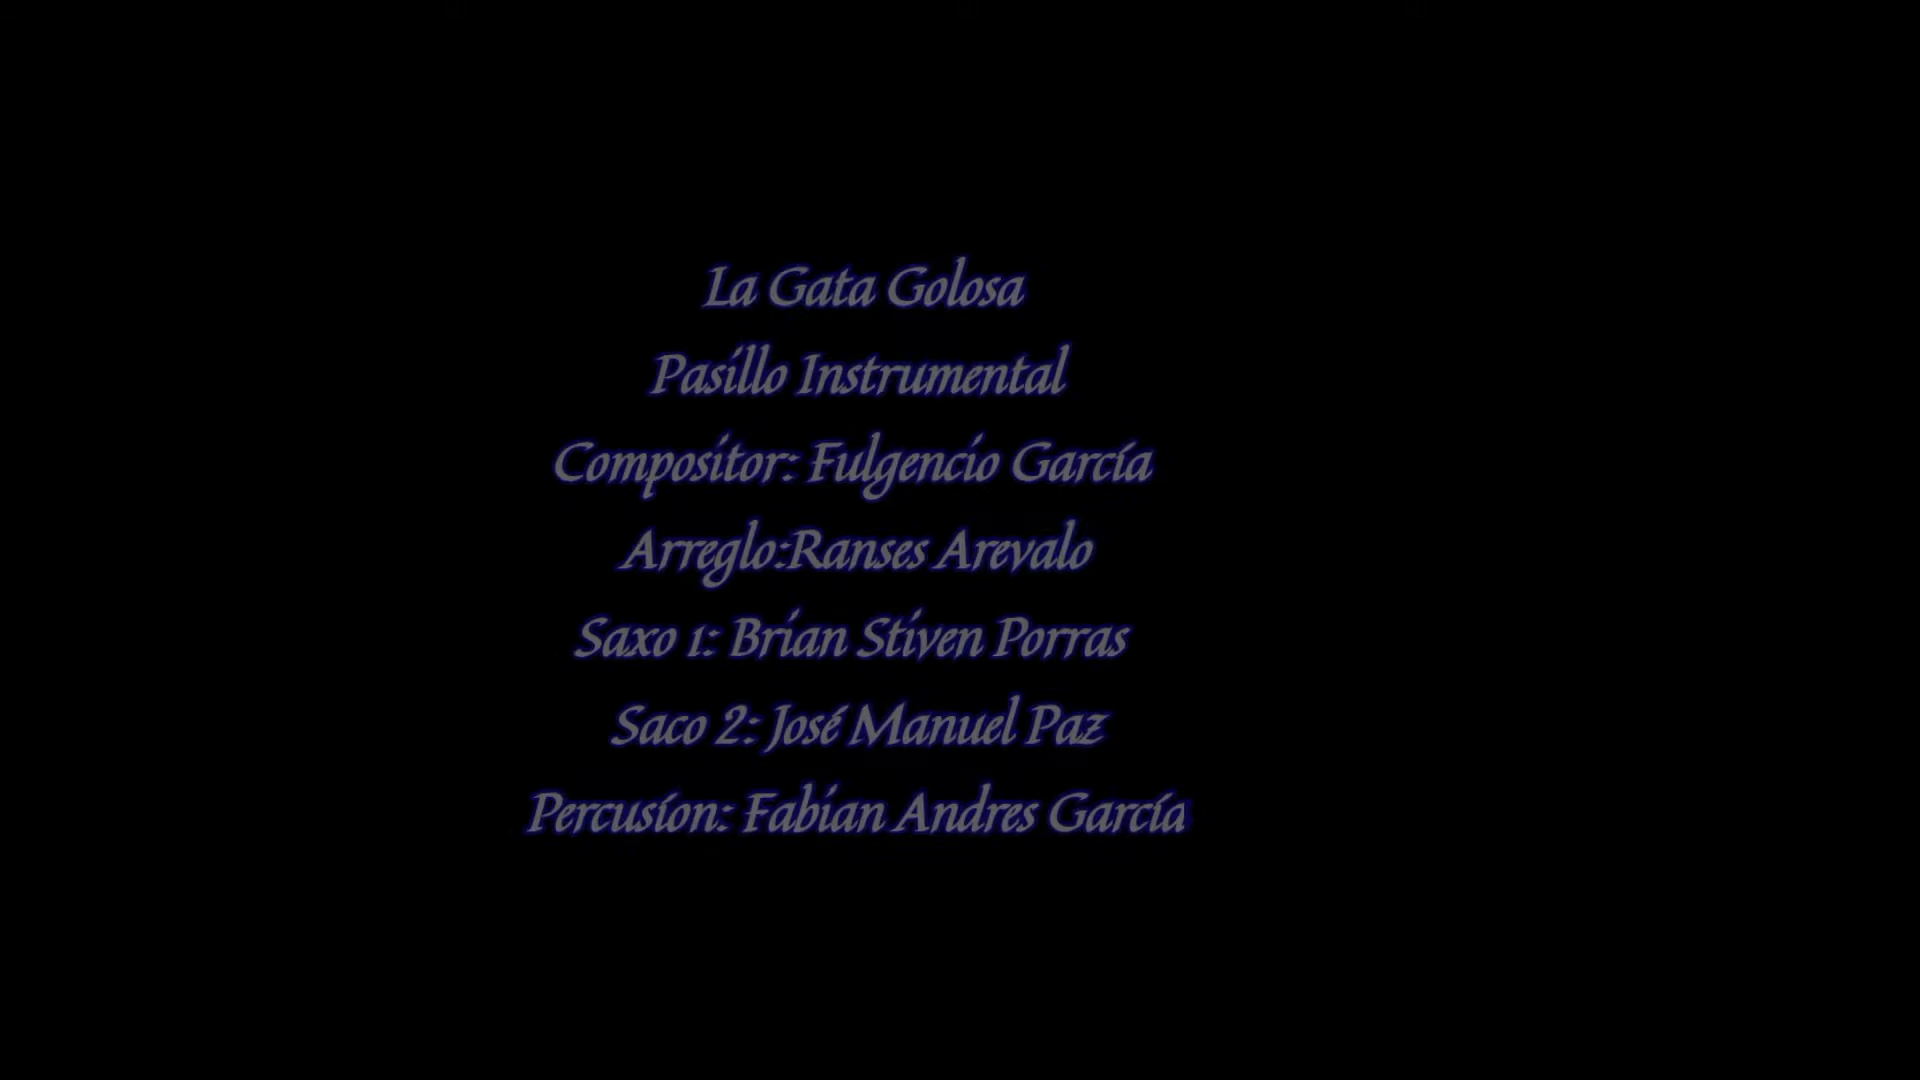 La Gata Golosa
Pasillo Instrumental
Compositor: Fulgencio García
Arreglo:Ranses Arevalo
Saxo 1: Brian Stiven Porras
Saco 2: José Manuel Paz
Percusion: Fabian Andres García